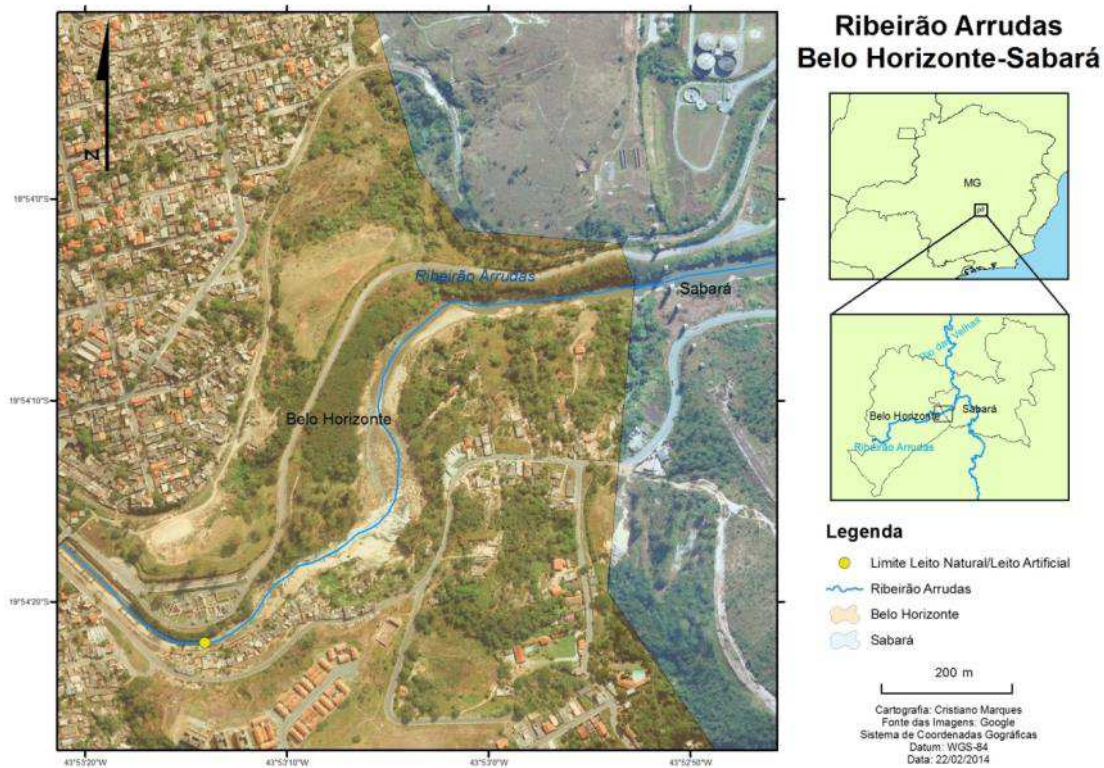 Ribeirão Arrudas
Belo Horizonte-Sabará
N
19°54'0"S
19°54'10"S
19°54'20"S
Ribeirão Arrudas
Sabará
Belo Horizonte
43°53'20"W
43°53'10"W
43°53'0"W
43°52'50"W
MG
Rio das Velhas
Belo Horizonte
Sabará
Ribeirão Arrudas
Legenda
Limite Leito Natural/Leito Artificial
Ribeirão Arrudas
Belo Horizonte
Sabará
200 m
Cartografia: Cristiano Marques
Fonte das Imagens: Google
Sistema de Coordenadas Gográficas
Datum: WGS-84
Data: 22/02/2014